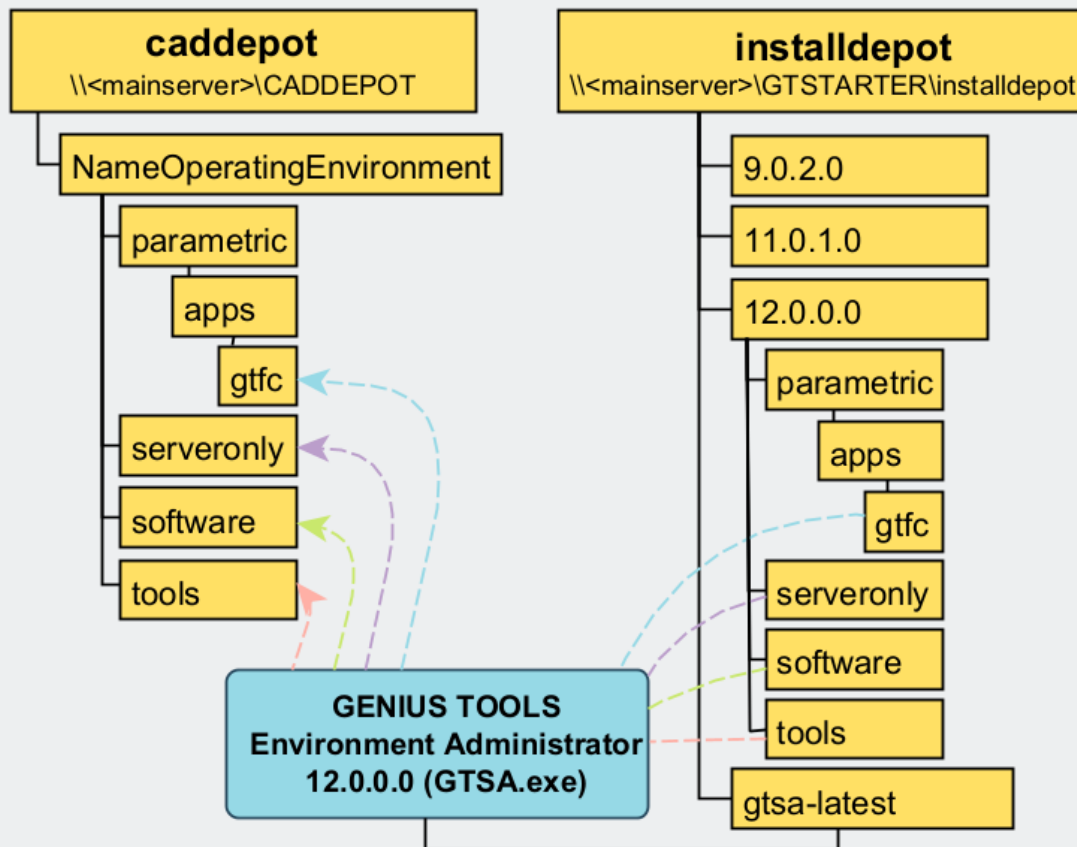 caddepot
\\<mainserver>\CADDEPOT
NameOperatingEnvironment
parametric
apps
gtfc
serveronly
software
tools
installdepot
\\<mainserver>\GTSTARTER\installdepot
9.0.2.0
11.0.1.0
12.0.0.0
parametric
apps
gtfc
serveronly
software
tools
gtsa-latest
GENIUS TOOLS
Environment Administrator
12.0.0.0 (GTSA.exe)